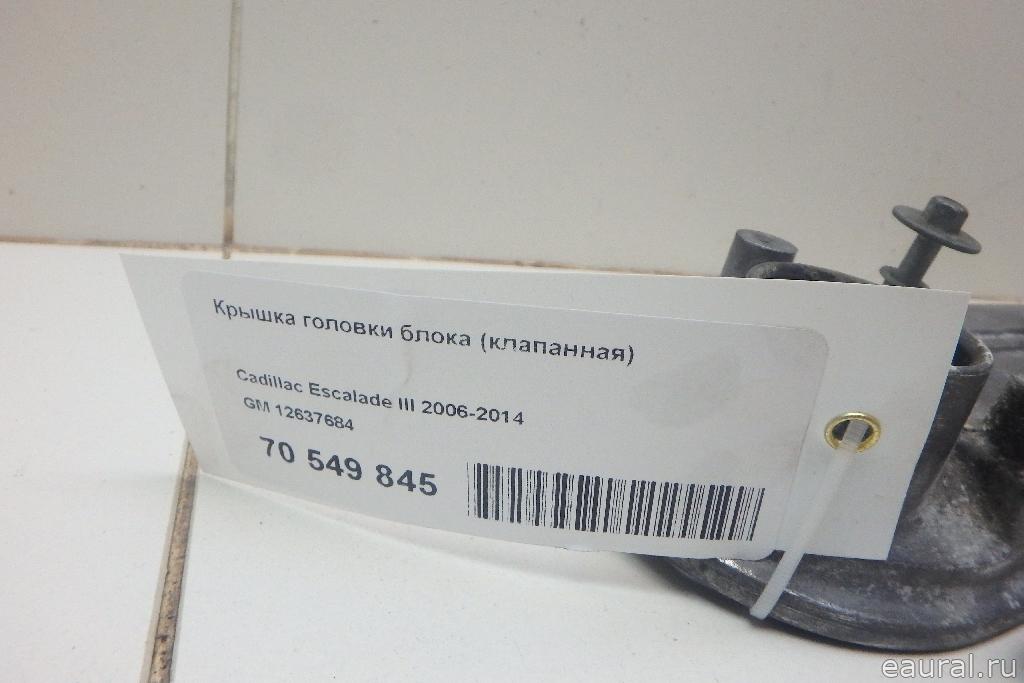 Крышка головки блока (клапанная)
Cadillac Escalade III 2006-2014
GM 12637684
70 549 845
eaural.ru